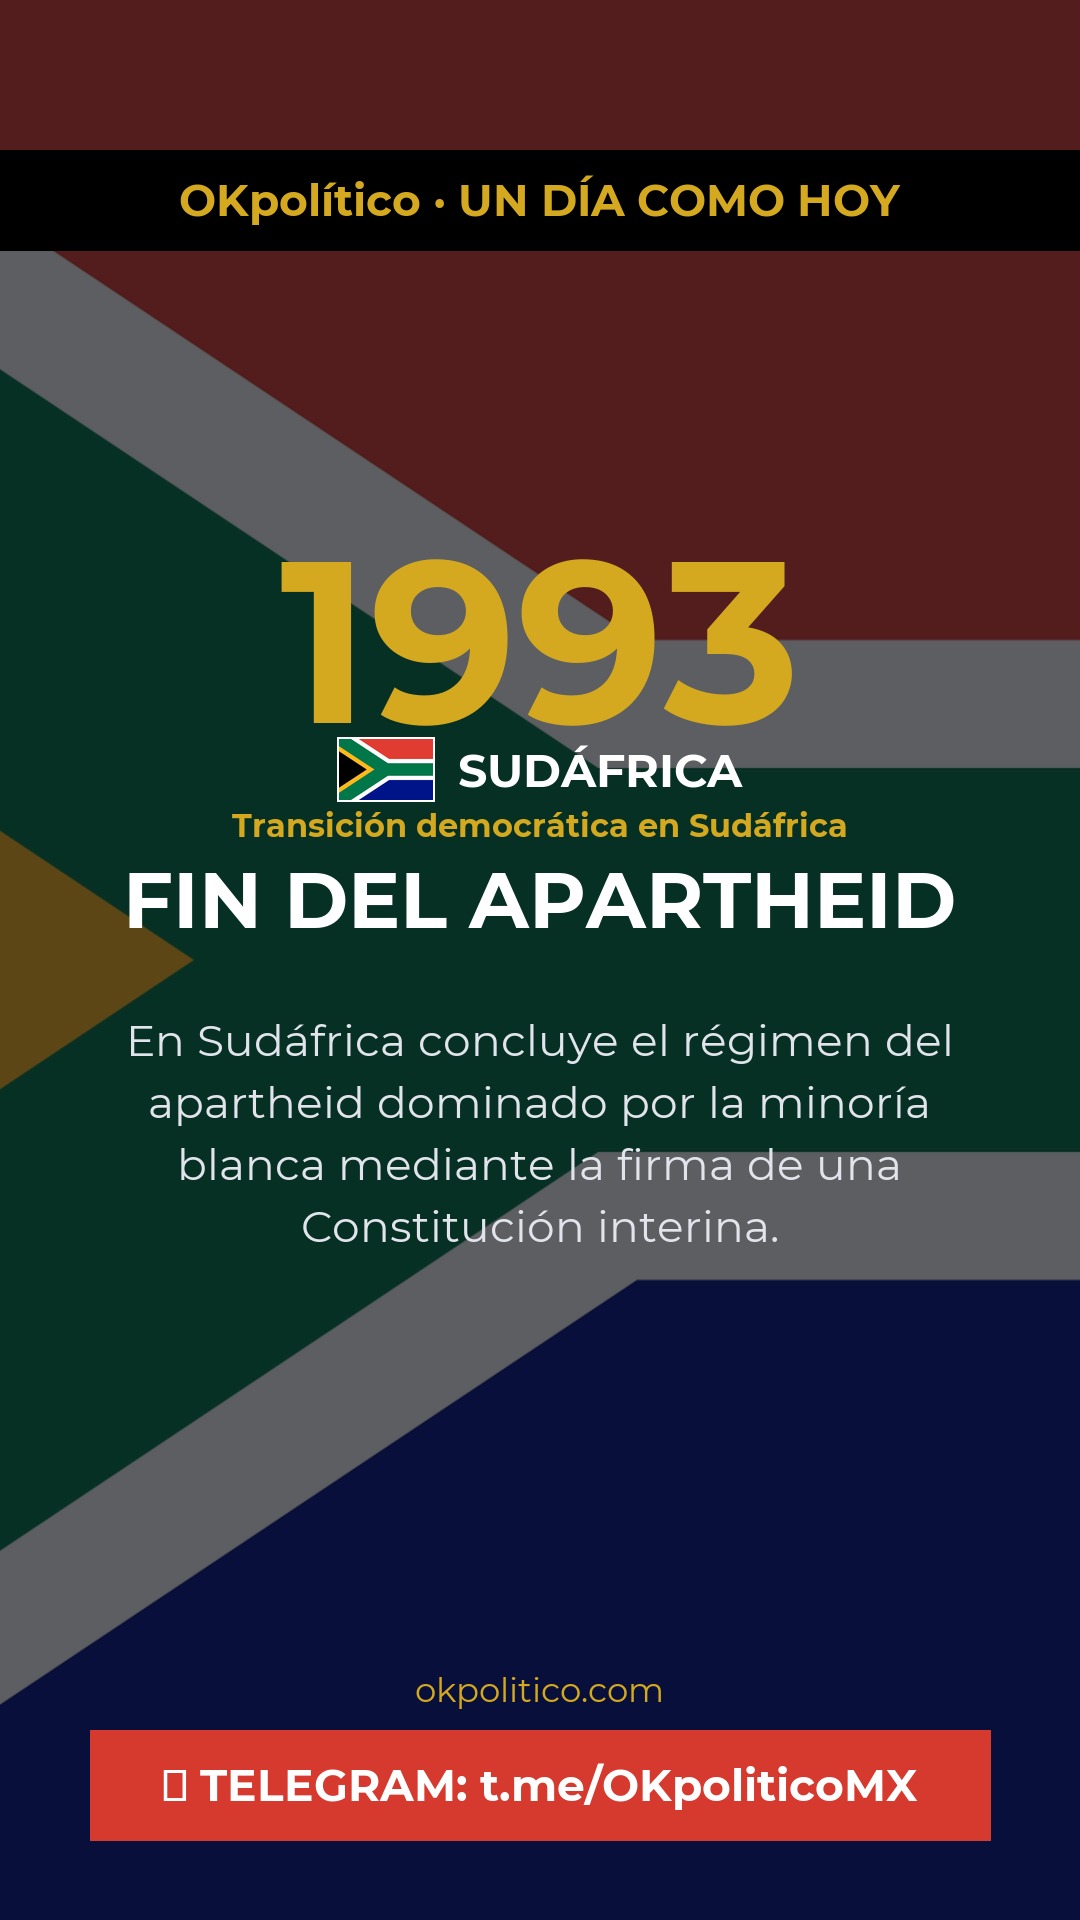 OKpolítico · UN DÍA COMO HOY
1993
SUDÁFRICA
Transición democrática en Sudáfrica
FIN DEL APARTHEID
En Sudáfrica concluye el régimen del
apartheid dominado por la minoría
blanca mediante la firma de una
Constitución interina.
okpolitico.com
TELEGRAM: t.me/OKpoliticoMX